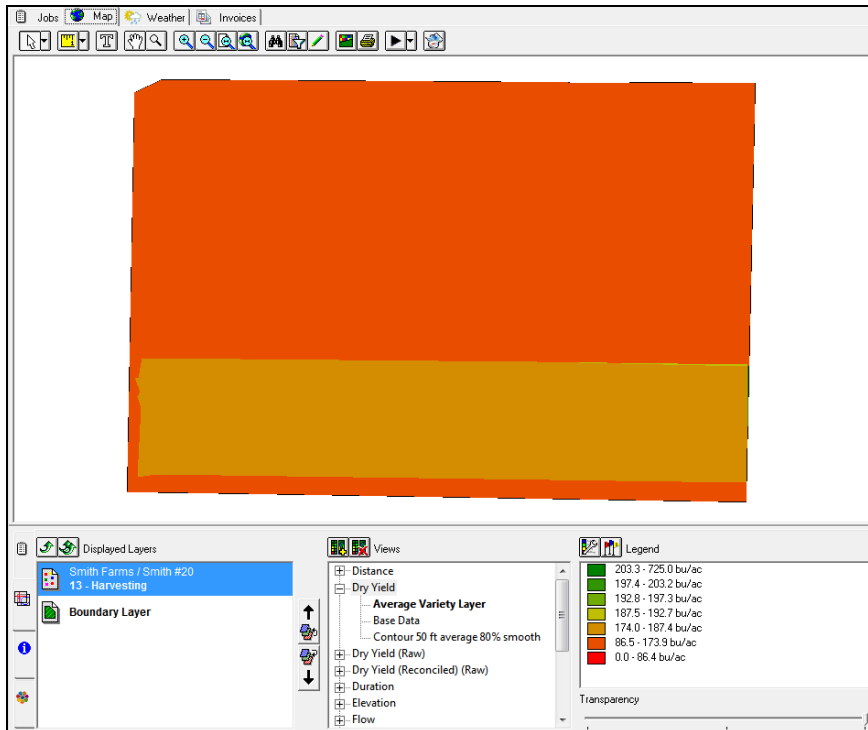 Jobs Map Weather Invoices
Displayed Layers
Smith Farms / Smith #20
13 - Harvesting
Boundary Layer
Views
Distance
Dry Yield
Average Variety Layer
Base Data
Contour 50 ft average 80% smooth
Dry Yield (Raw)
Dry Yield (Reconciled) (Raw)
Duration
Elevation
Flow
Legend
203.3 - 725.0 bu/ac
197.4 - 203.2 bu/ac
192.8 - 197.3 bu/ac
187.5 - 192.7 bu/ac
174.0 - 187.4 bu/ac
86.5 - 173.9 bu/ac
0.0 - 86.4 bu/ac
Transparency